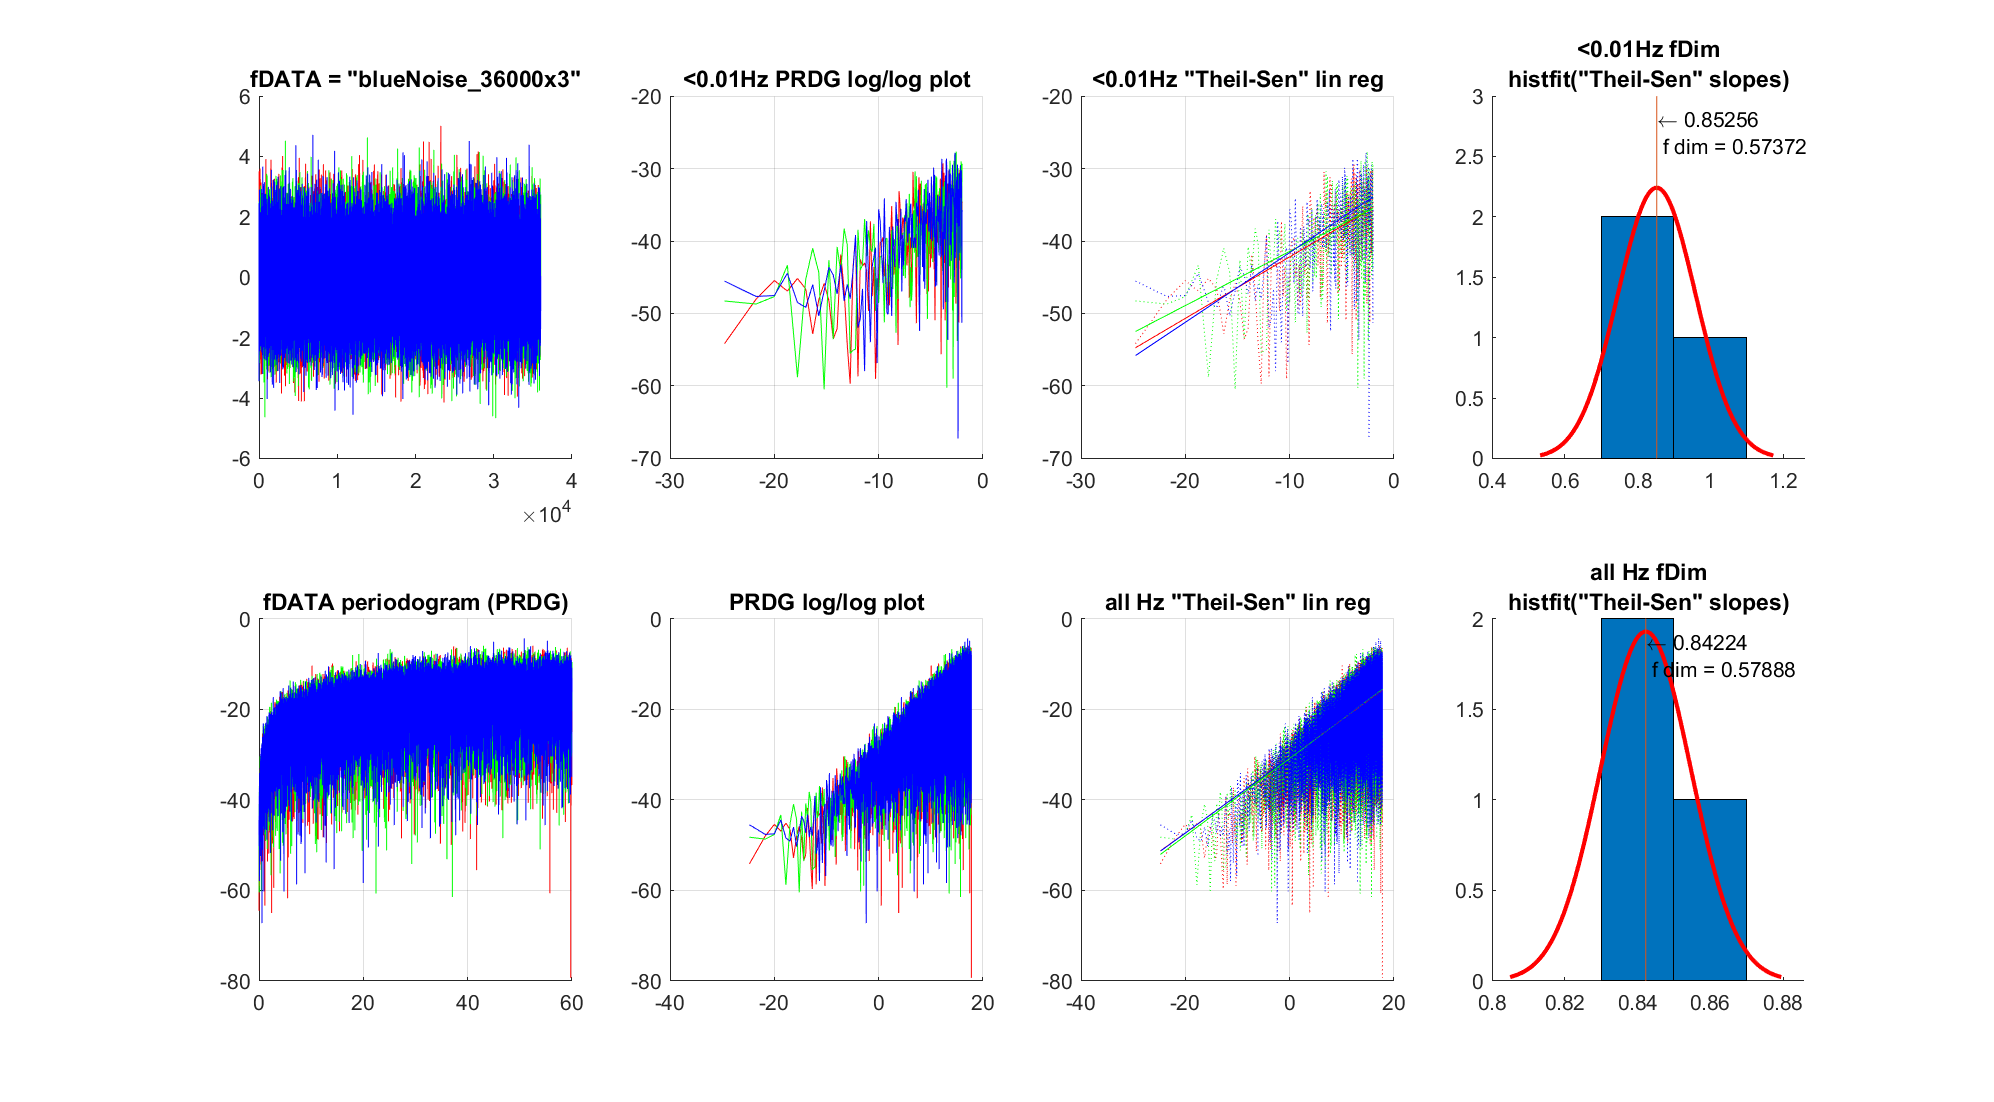 fDATA = "blueNoise_36000x3"
6
4
2
0
-2
-4
-6
0 1 2 3 4
×10^4
<0.01Hz PRDG log/log plot
-20
-30
-40
-50
-60
-70
-30 -20 -10 0
<0.01Hz "Theil-Sen" lin reg
-20
-30
-40
-50
-60
-70
-30 -20 -10 0
<0.01Hz fDim
histfit("Theil-Sen" slopes)
3
2.5
2
1.5
1
0.5
0
0.4 0.6 0.8 1 1.2
← 0.85256
f dim = 0.57372
fDATA periodogram (PRDG)
0
-20
-40
-60
-80
0 20 40 60
PRDG log/log plot
0
-20
-40
-60
-80
-40 -20 0 20
all Hz "Theil-Sen" lin reg
0
-20
-40
-60
-80
-40 -20 0 20
all Hz fDim
histfit("Theil-Sen" slopes)
2
1.5
1
0.5
0
0.8 0.82 0.84 0.86 0.88
← 0.84224
f dim = 0.57888